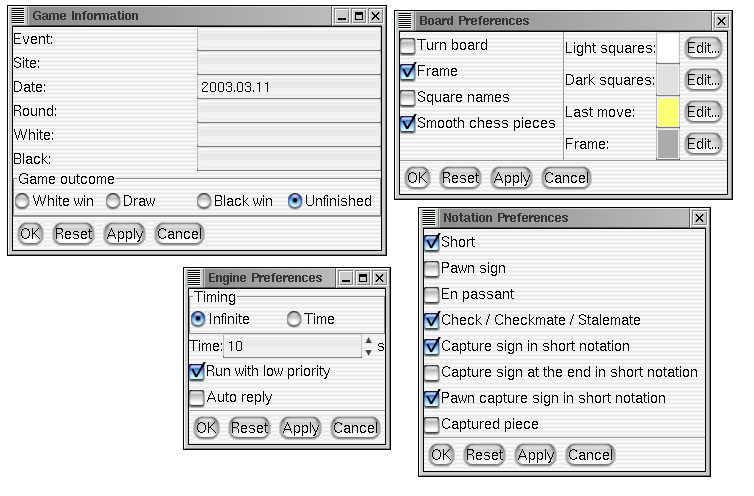 Game Information
Event:
Site:
Date: 2003.03.11
Round:
White:
Black:
Game outcome
White win Draw Black win Unfinished
OK Reset Apply Cancel
Board Preferences
Turn board
Frame
Square names
Smooth chess pieces
Light squares: Edit...
Dark squares: Edit...
Last move: Edit...
Frame: Edit...
OK Reset Apply Cancel
Engine Preferences
Timing
Infinite Time
Time: 10 s
Run with low priority
Auto reply
OK Reset Apply Cancel
Notation Preferences
Short
Pawn sign
En passant
Check / Checkmate / Stalemate
Capture sign in short notation
Capture sign at the end in short notation
Pawn capture sign in short notation
Captured piece
OK Reset Apply Cancel